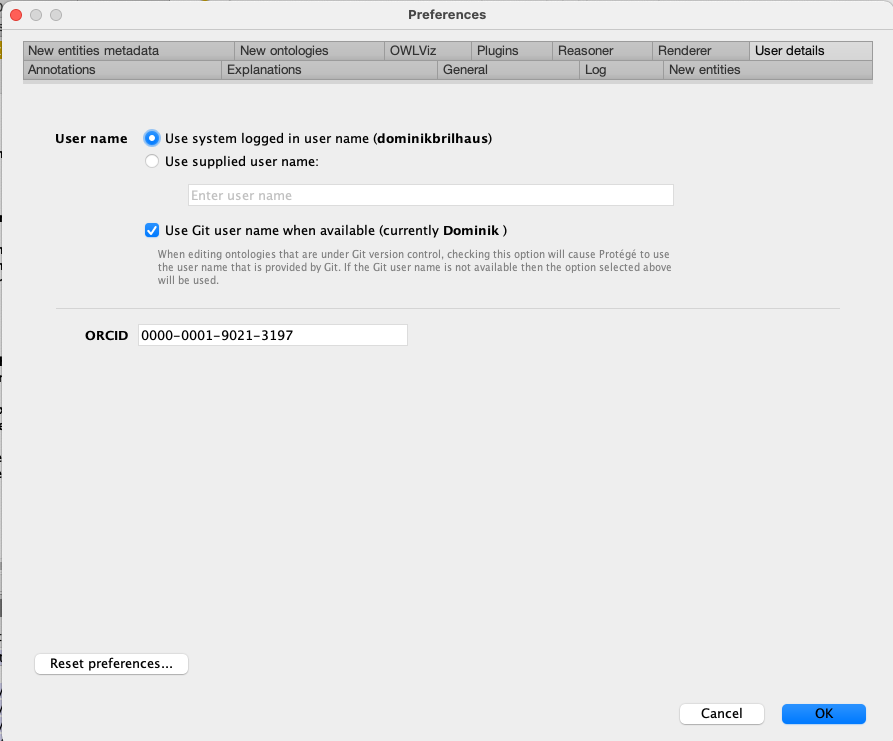 Preferences
New entities metadata New ontologies OWLViz Plugins Reasoner Renderer User details
Annotations Explanations General Log New entities
User name Use system logged in user name (dominikbrilhaus)
Use supplied user name:
Enter user name
Use Git user name when available (currently Dominik )
When editing ontologies that are under Git version control, checking this option will cause Protégé to use
the user name that is provided by Git. If the Git user name is not available then the option selected above
will be used.
ORCID 0000-0001-9021-3197
Reset preferences...
Cancel OK